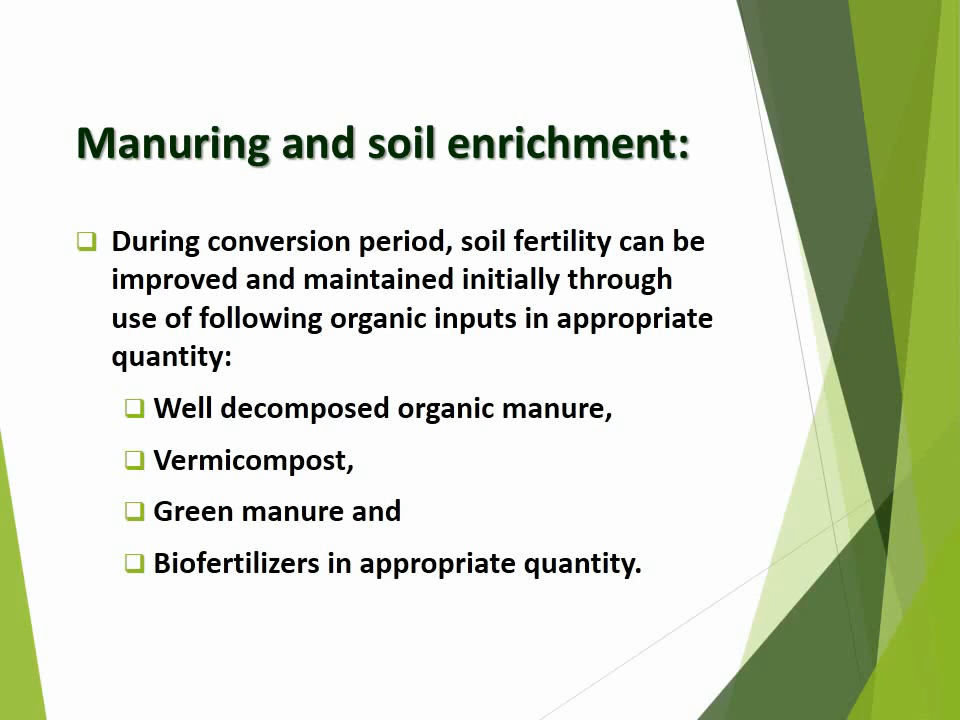 Manuring and soil enrichment:
During conversion period, soil fertility can be
improved and maintained initially through
use of following organic inputs in appropriate
quantity:
Well decomposed organic manure,
Vermicompost,
Green manure and
Biofertilizers in appropriate quantity.